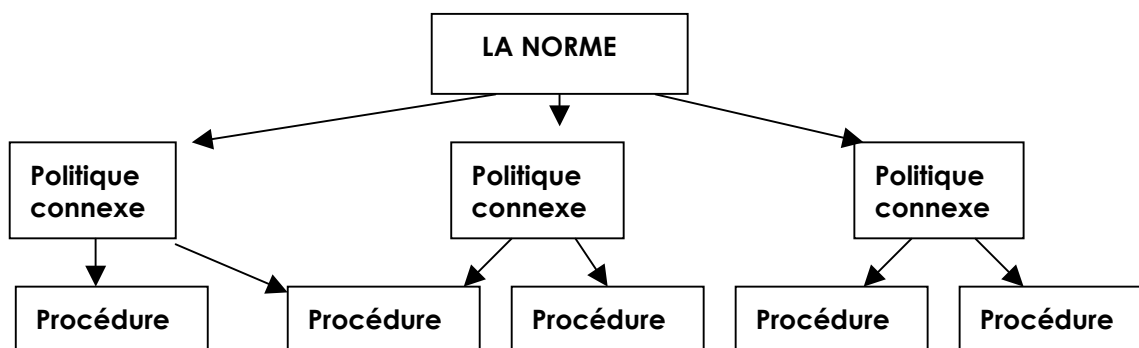 LA NORME
Politique
connexe
Politique
connexe
Politique
connexe
Procédure
Procédure
Procédure
Procédure
Procédure